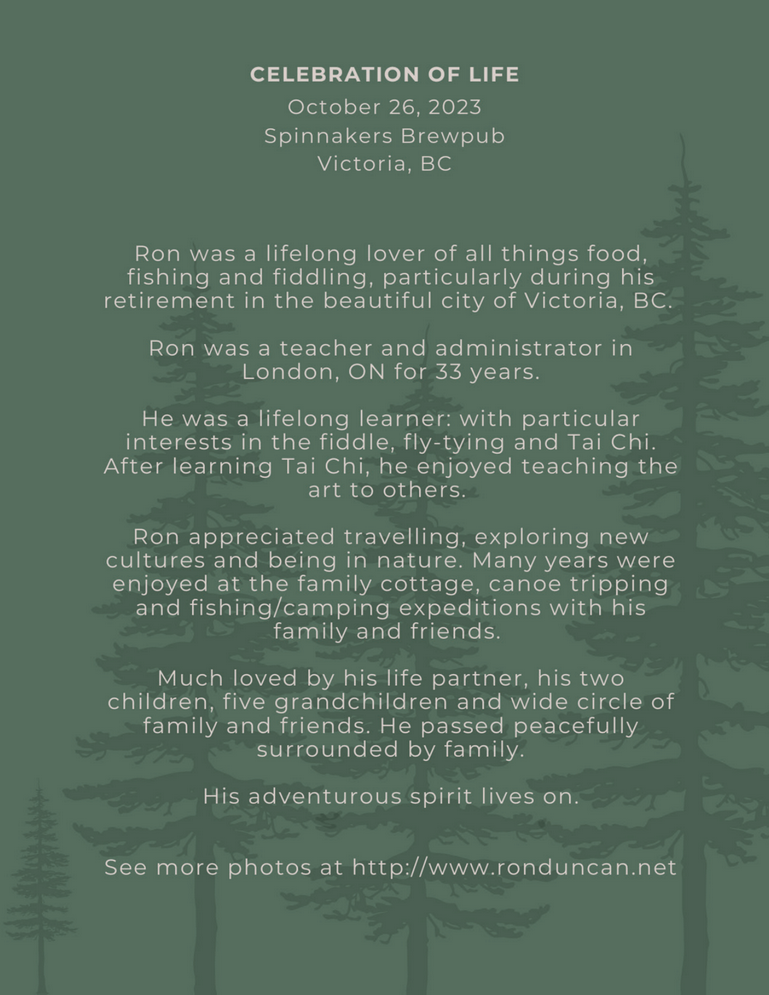 CELEBRATION OF LIFE
October 26, 2023
Spinnakers Brewpub
Victoria, BC
Ron was a lifelong lover of all things food,
fishing and fiddling, particularly during his
retirement in the beautiful city of Victoria, BC.
Ron was a teacher and administrator in
London, ON for 33 years.
He was a lifelong learner: with particular
interests in the fiddle, fly-tying and Tai Chi.
After learning Tai Chi, he enjoyed teaching the
art to others.
Ron appreciated travelling, exploring new
cultures and being in nature. Many years were
enjoyed at the family cottage, canoe tripping
and fishing/camping expeditions with his
family and friends.
Much loved by his life partner, his two
children, five grandchildren and wide circle of
family and friends. He passed peacefully
surrounded by family.
His adventurous spirit lives on.
See more photos at http://www.ronduncan.net